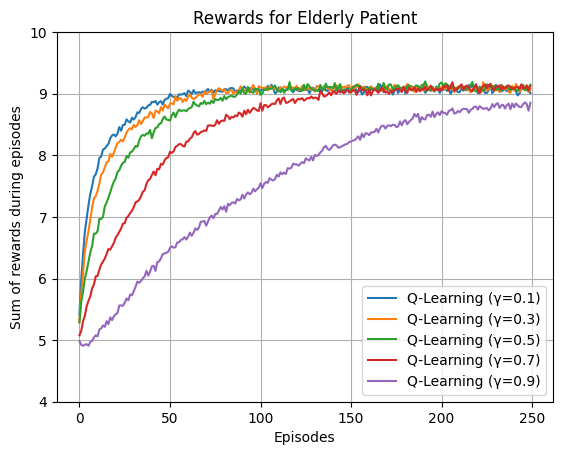 Rewards for Elderly Patient
10
9
8
7
6
5
4
Sum of rewards during episodes
0
50
100
150
200
250
Episodes
Q-Learning (γ=0.1)
Q-Learning (γ=0.3)
Q-Learning (γ=0.5)
Q-Learning (γ=0.7)
Q-Learning (γ=0.9)